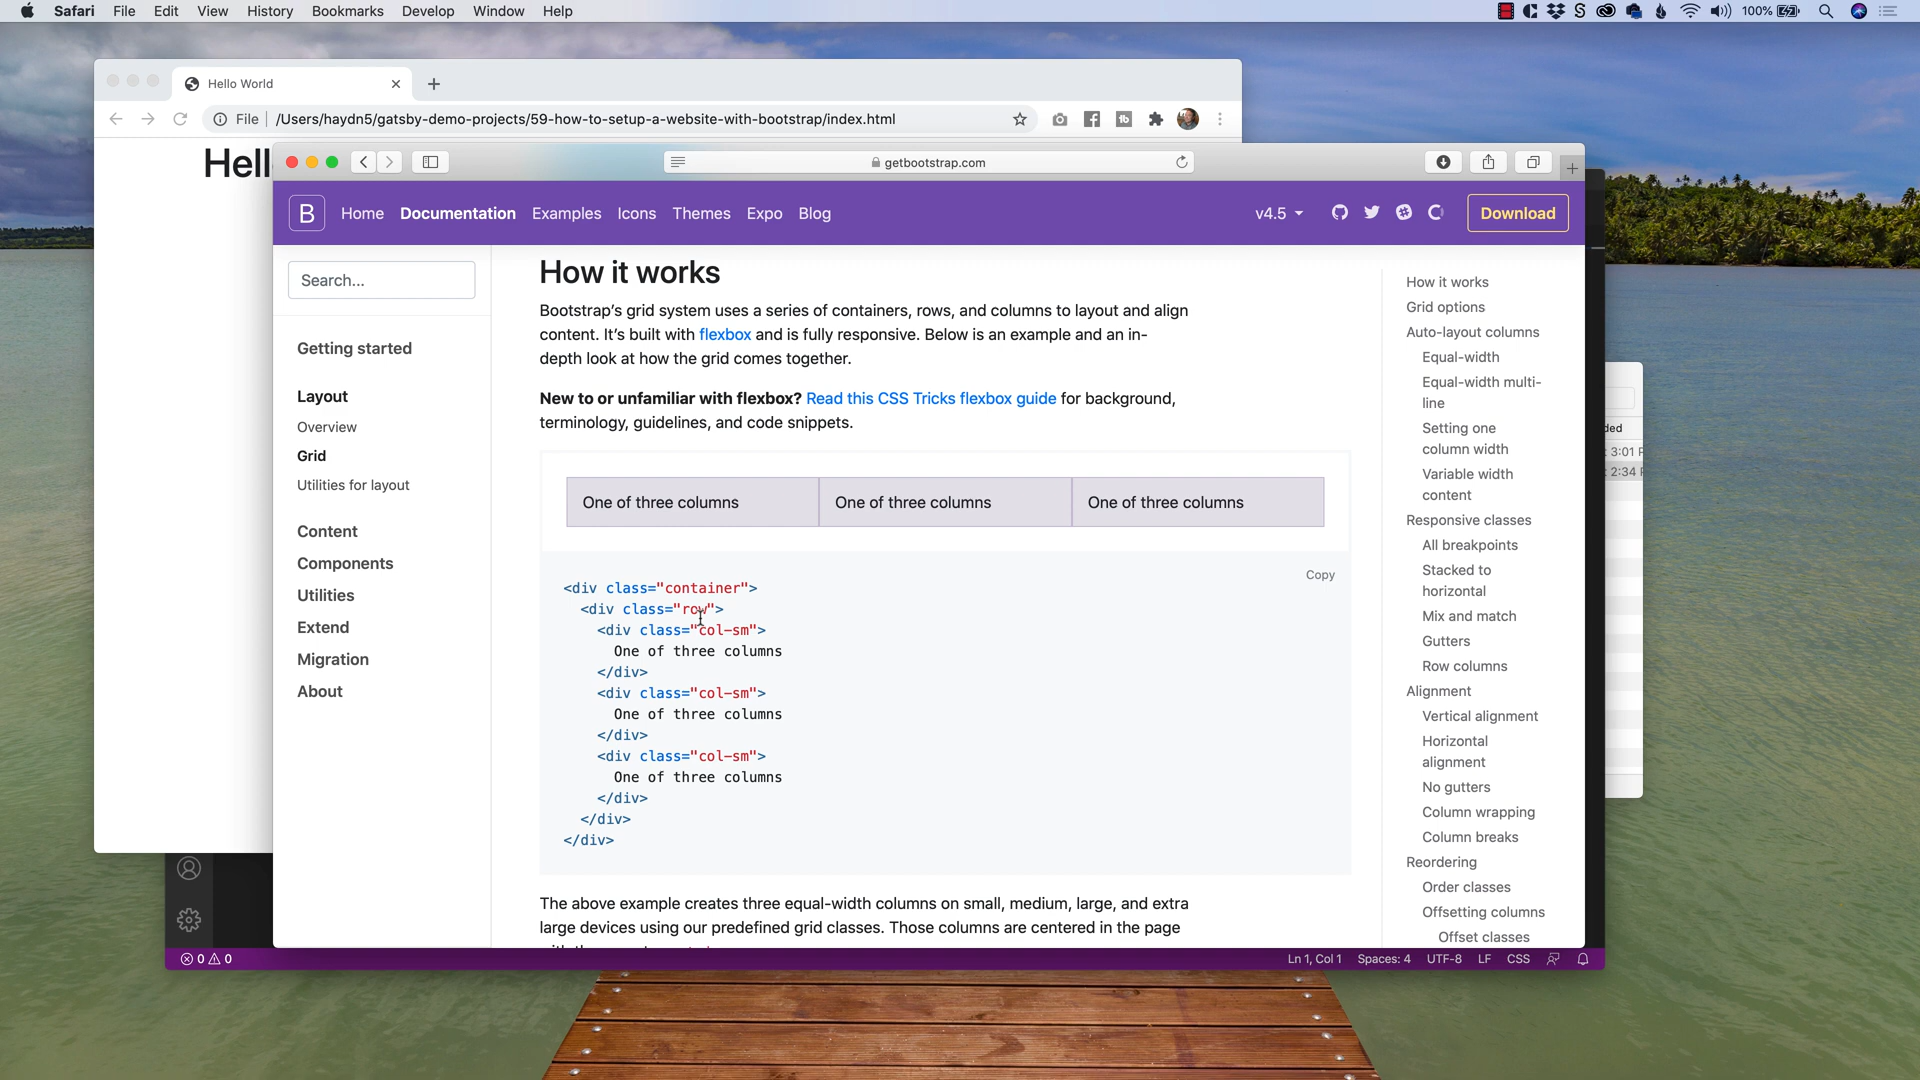 Safari File Edit View History Bookmarks Develop Window Help
100%
Hello World
File /Users/haydn5/gatsby-demo-projects/59-how-to-setup-a-website-with-bootstrap/index.html
Hell
getbootstrap.com
B Home Documentation Examples Icons Themes Expo Blog v4.5 Download
Search...
Getting started
Layout
Overview
Grid
Utilities for layout
Content
Components
Utilities
Extend
Migration
About
How it works
Bootstrap’s grid system uses a series of containers, rows, and columns to layout and align
content. It’s built with flexbox and is fully responsive. Below is an example and an in-
depth look at how the grid comes together.
New to or unfamiliar with flexbox? Read this CSS Tricks flexbox guide for background,
terminology, guidelines, and code snippets.
One of three columns One of three columns One of three columns
Copy
<div class="container">
<div class="row">
<div class="col-sm">
One of three columns
</div>
<div class="col-sm">
One of three columns
</div>
<div class="col-sm">
One of three columns
</div>
</div>
</div>
The above example creates three equal-width columns on small, medium, large, and extra
large devices using our predefined grid classes. Those columns are centered in the page
How it works
Grid options
Auto-layout columns
Equal-width
Equal-width multi-
line
Setting one
column width
Variable width
content
Responsive classes
All breakpoints
Stacked to
horizontal
Mix and match
Gutters
Row columns
Alignment
Vertical alignment
Horizontal
alignment
No gutters
Column wrapping
Column breaks
Reordering
Order classes
Offsetting columns
Offset classes
ded
3:01
2:34
0 0 Ln 1, Col 1 Spaces: 4 UTF-8 LF CSS